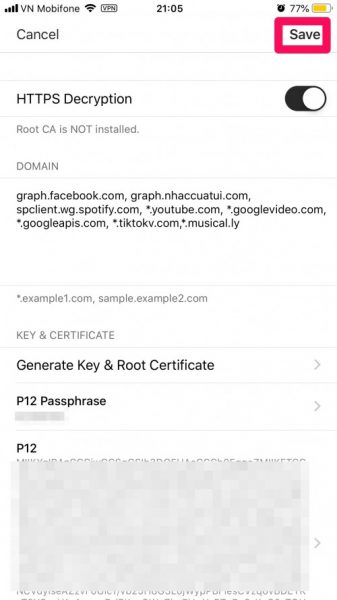 VN Mobifone VPN 21:05 77%
Cancel Save
HTTPS Decryption
Root CA is NOT installed.
DOMAIN
graph.facebook.com, graph.nhaccuatui.com,
spclient.wg.spotify.com, *.youtube.com, *.googlevideo.com,
*.googleapis.com, *.tiktokv.com,*.musical.ly
*.example1.com, sample.example2.com
KEY & CERTIFICATE
Generate Key & Root Certificate
P12 Passphrase
P12